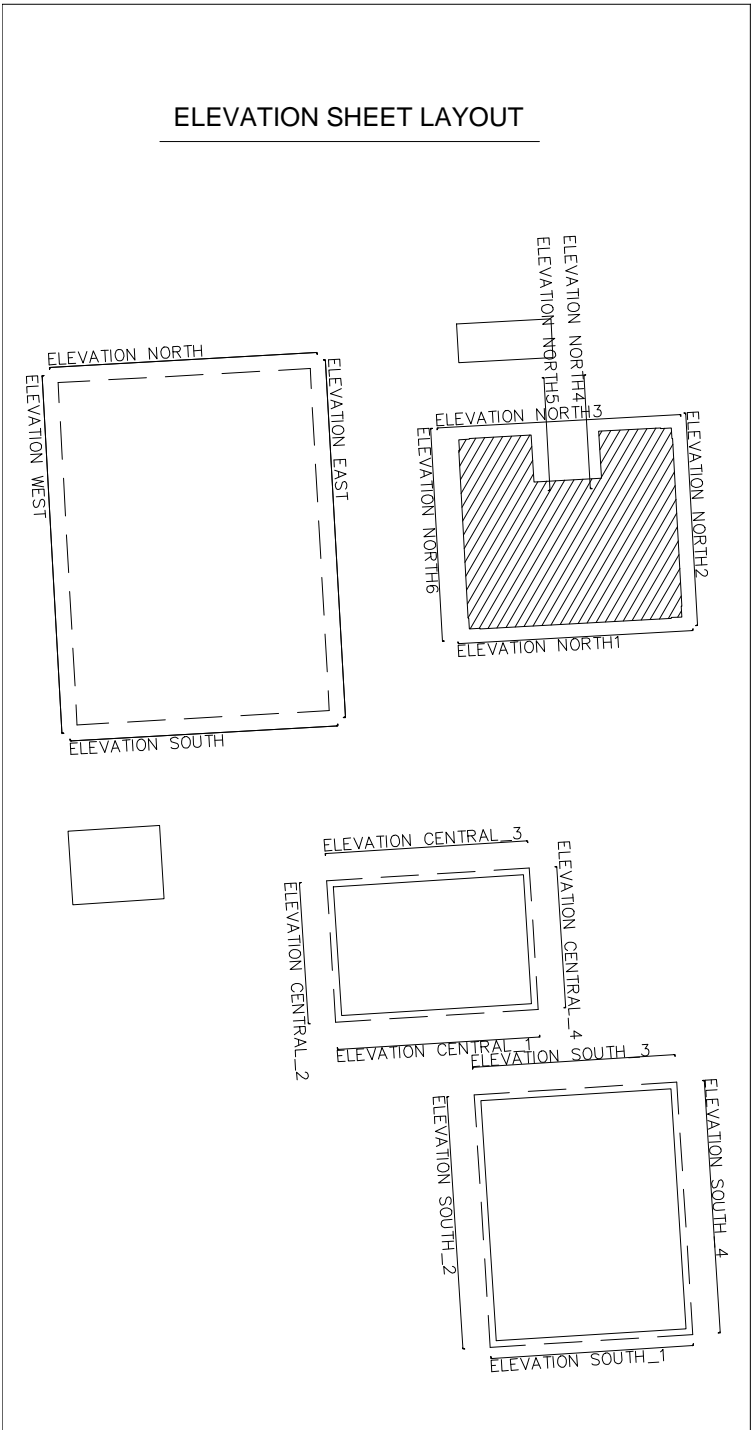 ELEVATION SHEET LAYOUT
ELEVATION NORTH
ELEVATION WEST
ELEVATION EAST
ELEVATION SOUTH
ELEVATION NORTH5
ELEVATION NORTH4
ELEVATION NORTH3
ELEVATION NORTH6
ELEVATION NORTH2
ELEVATION NORTH1
ELEVATION CENTRAL_3
ELEVATION CENTRAL_2
ELEVATION CENTRAL_4
ELEVATION CENTRAL_1
ELEVATION SOUTH_3
ELEVATION SOUTH_2
ELEVATION SOUTH_4
ELEVATION SOUTH_1